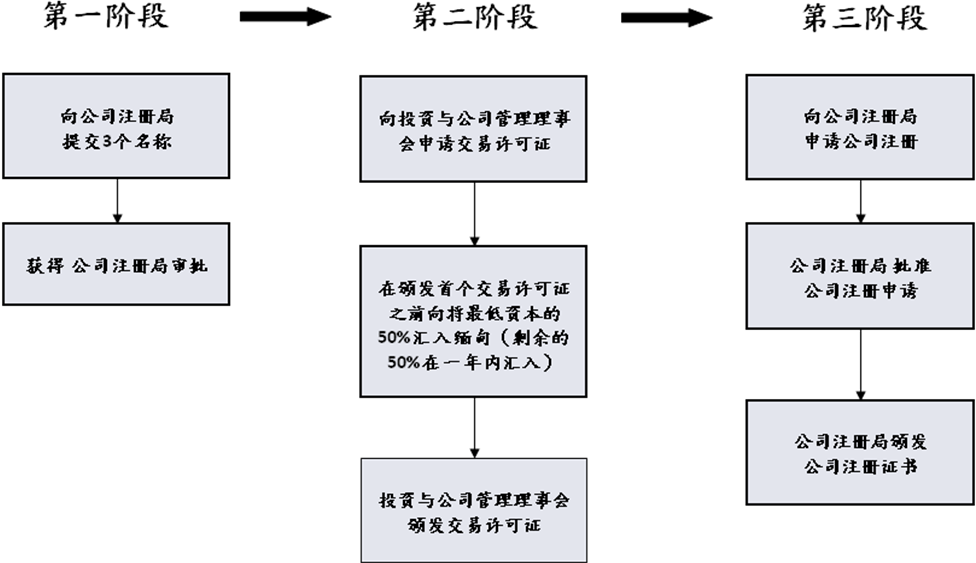 第一阶段
第二阶段
第三阶段
向公司注册局
提交3个名称
获得 公司注册局审批
向投资与公司管理理事
会申请交易许可证
在颁发首个交易许可证
之前向将最低资本的
50%汇入缅甸（剩余的
50%在一年内汇入）
投资与公司管理理事会
颁发交易许可证
向公司注册局
申请公司注册
公司注册局 批准
公司注册申请
公司注册局颁发
公司注册证书